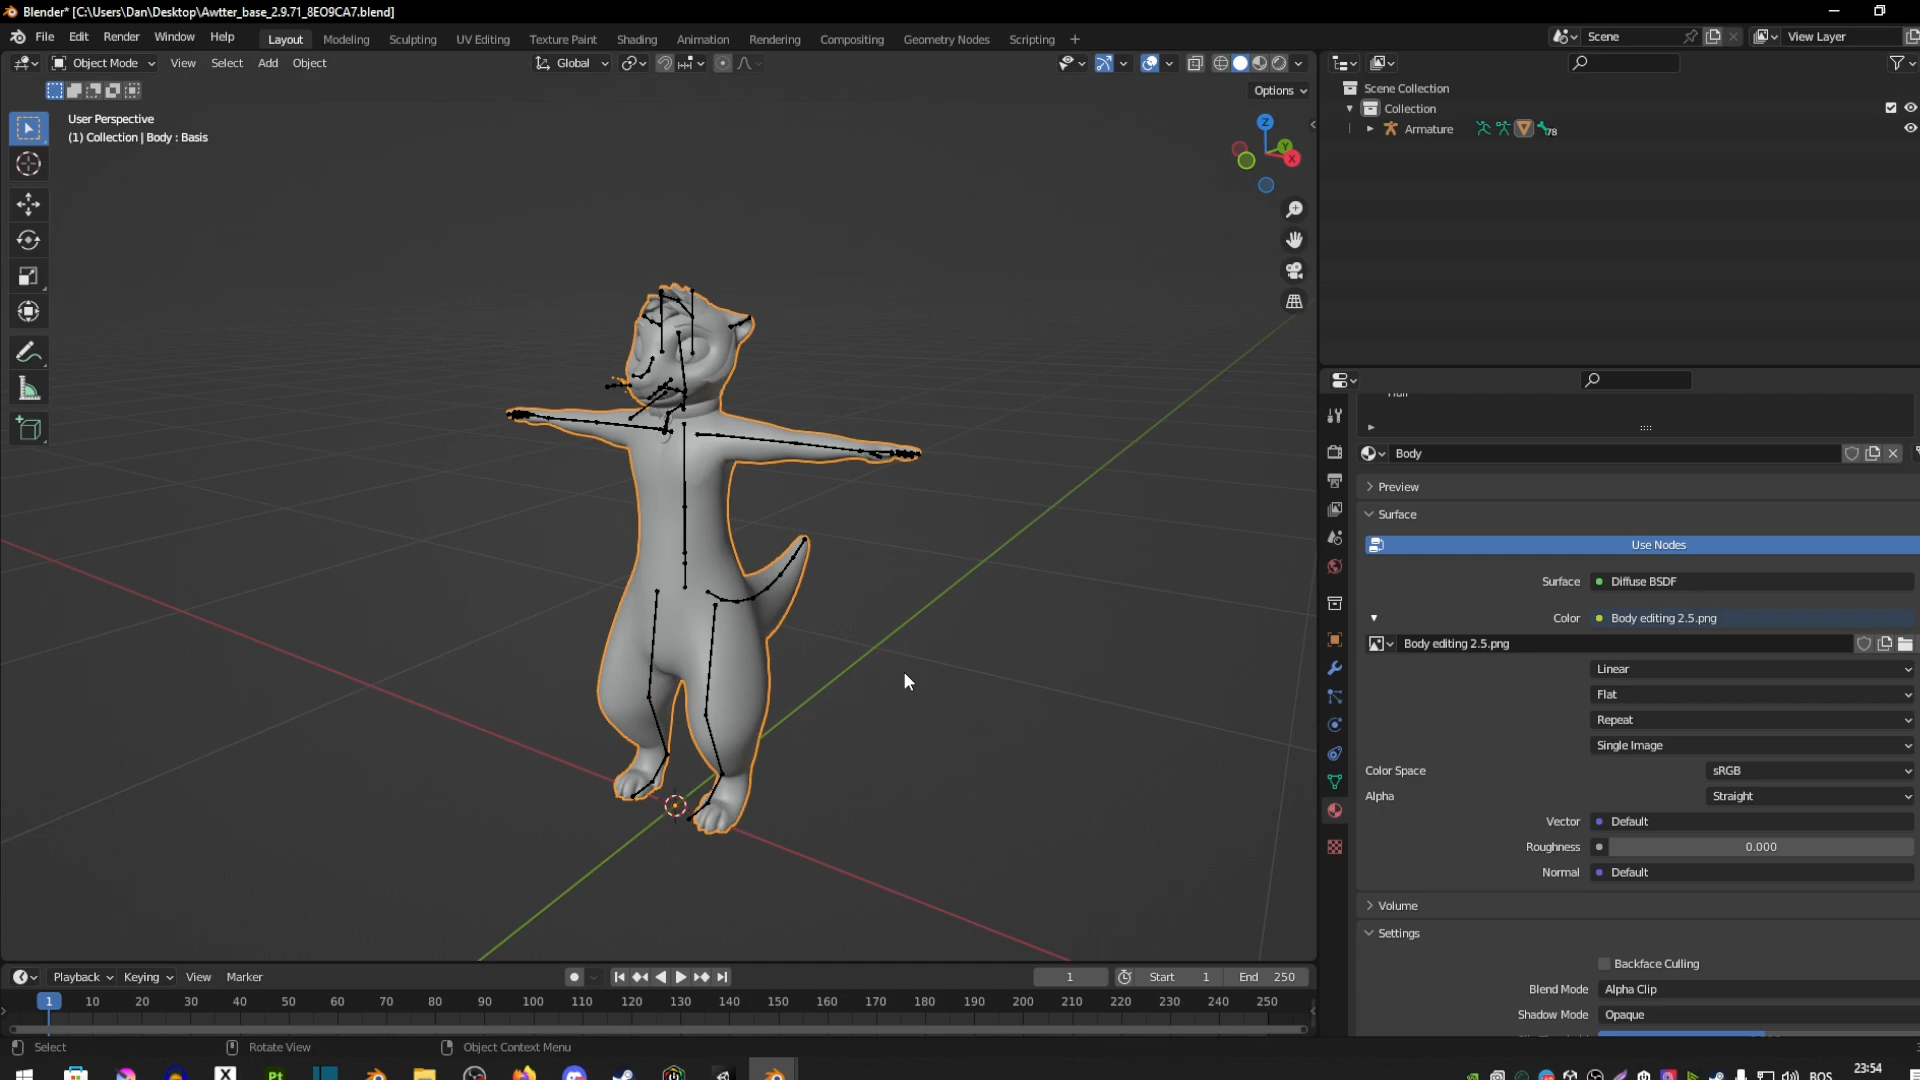 Blender* [C:\Users\Dan\Desktop\Awtter_base_2.9.71_8EO9CA7.blend]
File Edit Render Window Help Layout Modeling Sculpting UV Editing Texture Paint Shading Animation Rendering Compositing Geometry Nodes Scripting + Scene View Layer
Object Mode View Select Add Object Global
Options
User Perspective
(1) Collection | Body : Basis
Z
Y
X
Scene Collection
Collection
Armature 78
Body
Preview
Surface
Use Nodes
Surface Diffuse BSDF
Color Body editing 2.5.png
Body editing 2.5.png
Linear
Flat
Repeat
Single Image
Color Space sRGB
Alpha Straight
Vector Default
Roughness 0.000
Normal Default
Volume
Settings
Backface Culling
Blend Mode Alpha Clip
Shadow Mode Opaque
Playback Keying View Marker 1 Start 1 End 250
1 10 20 30 40 50 60 70 80 90 100 110 120 130 140 150 160 170 180 190 200 210 220 230 240 250
Select Rotate View Object Context Menu
X Pt BOS 23:54